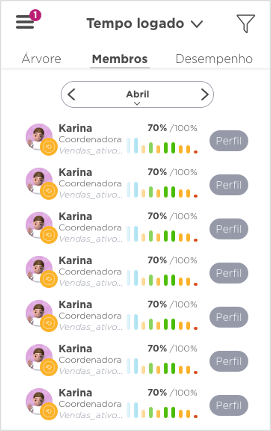 1
Tempo logado
Árvore Membros Desempenho
Abril
Karina 70% /100%
Coordenadora Perfil
Vendas_ativo...
Karina 70% /100%
Coordenadora Perfil
Vendas_ativo...
Karina 70% /100%
Coordenadora Perfil
Vendas_ativo...
Karina 70% /100%
Coordenadora Perfil
Vendas_ativo...
Karina 70% /100%
Coordenadora Perfil
Vendas_ativo...
Karina 70% /100%
Coordenadora Perfil
Vendas_ativo...
Karina 70% /100%
Coordenadora Perfil
Vendas_ativo...